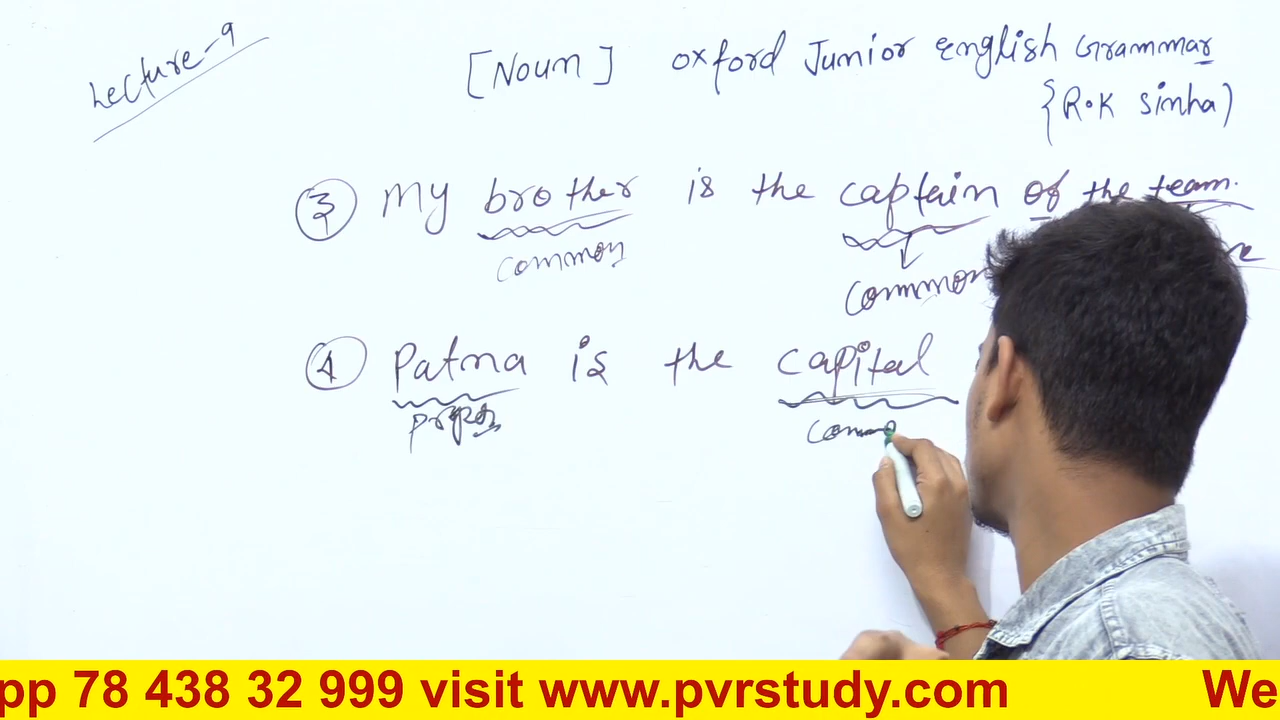 Lecture-9
[Noun] Oxford Junior English Grammar
{R.K Sinha)
③ My brother is the captain of the team.
common common
④ Patna is the capital
proper comm
pp 78 438 32 999 visit www.pvrstudy.com We